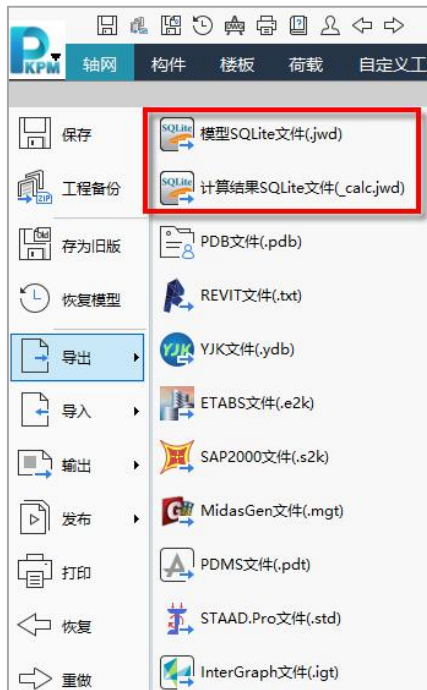 PKPM
轴网 构件 楼板 荷载 自定义工
保存
工程备份
存为旧版
恢复模型
导出
导入
输出
发布
打印
恢复
重做
SQLite 模型SQLite文件(.jwd)
SQLite 计算结果SQLite文件(_calc.jwd)
PDB文件(.pdb)
REVIT文件(.txt)
YJK YJK文件(.ydb)
ETABS文件(.e2k)
SAP2000文件(.s2k)
MidasGen文件(.mgt)
PDMS文件(.pdt)
STAAD.Pro文件(.std)
InterGraph文件(.igt)